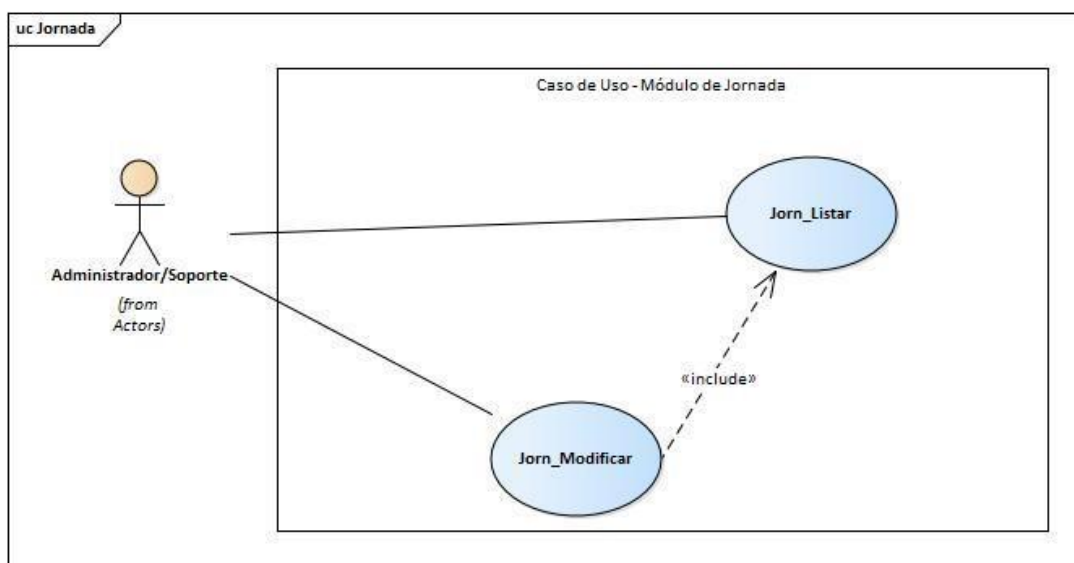 uc Jornada
Caso de Uso - Módulo de Jornada
Jorn_Listar
Administrador/Soporte
(from
Actors)
«include»
Jorn_Modificar